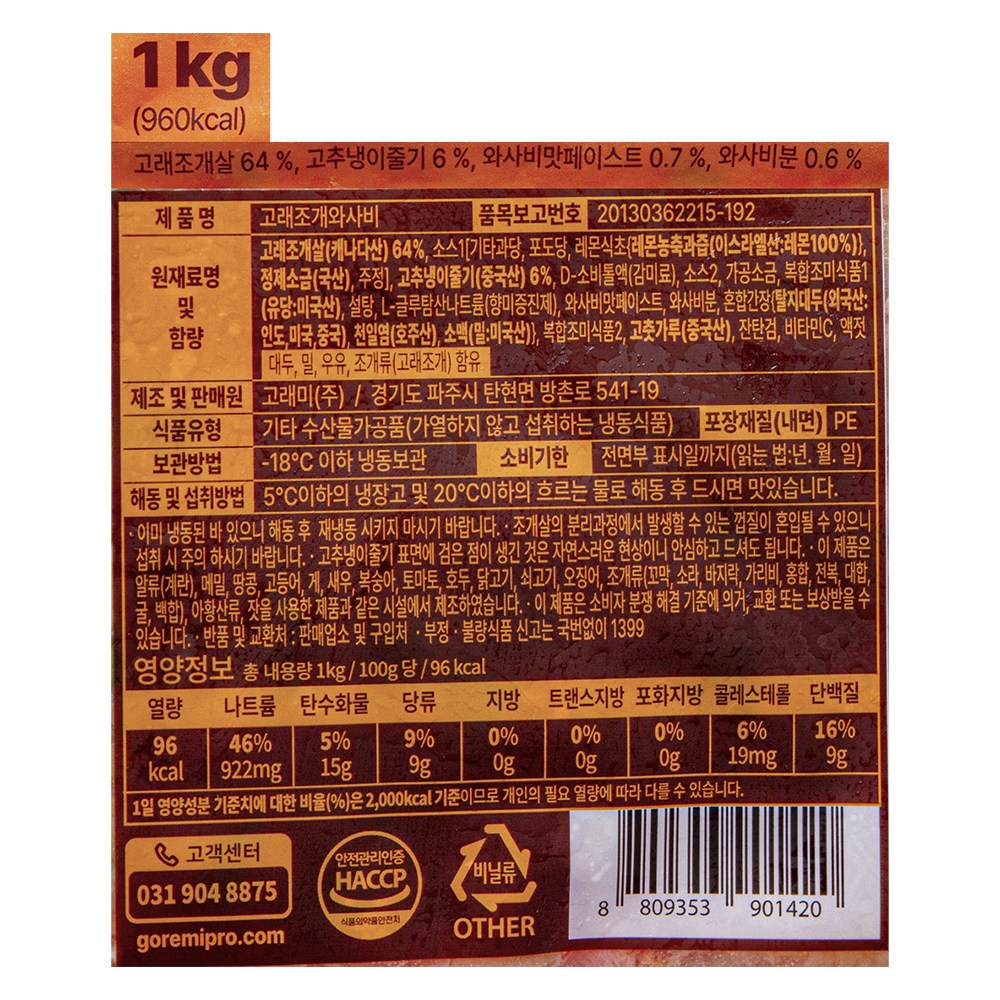 1kg
(960kcal)
고래조개살 64 %, 고추냉이줄기 6 %, 와사비맛페이스트 0.7 %, 와사비분 0.6 %
제 품 명 고래조개와사비 품목보고번호 20130362215-192
원재료명 및 함량
고래조개살(캐나다산) 64%, 소스1[기타과당, 포도당, 레몬식초{레몬농축과즙(이스라엘산:레몬100%)},
정제소금(국산), 주정], 고추냉이줄기(중국산) 6%, D-소비톨액(감미료), 소스2, 가공소금, 복합조미식품1
(유당:미국산), 설탕, L-글루탐산나트륨(향미증진제), 와사비맛페이스트, 와사비분, 혼합간장{탈지대두(외국산:
인도,미국,중국), 천일염(호주산), 소맥(밀:미국산)}, 복합조미식품2, 고춧가루(중국산), 잔탄검, 비타민C, 액젓
대두, 밀, 우유, 조개류(고래조개) 함유
제조 및 판매원 고래미(주) / 경기도 파주시 탄현면 방촌로 541-19
식품유형 기타 수산물가공품(가열하지 않고 섭취하는 냉동식품) 포장재질(내면) PE
보관방법 -18°C 이하 냉동보관 소비기한 전면부 표시일까지(읽는 법:년. 월. 일)
해동 및 섭취방법 5°C이하의 냉장고 및 20°C이하의 흐르는 물로 해동 후 드시면 맛있습니다.
· 이미 냉동된 바 있으니 해동 후 재냉동 시키지 마시기 바랍니다. · 조개살의 분리과정에서 발생할 수 있는 껍질이 혼입될 수 있으니
섭취 시 주의 하시기 바랍니다. · 고추냉이줄기 표면에 검은 점이 생긴 것은 자연스러운 현상이니 안심하고 드셔도 됩니다. · 이 제품은
알류(계란), 메밀, 땅콩, 고등어, 게, 새우, 복숭아, 토마토, 호두, 닭고기, 쇠고기, 오징어, 조개류(꼬막, 소라, 바지락, 가리비, 홍합, 전복, 대합,
굴, 백합), 아황산류, 잣을 사용한 제품과 같은 시설에서 제조하였습니다. · 이 제품은 소비자 분쟁 해결 기준에 의거, 교환 또는 보상받을 수
있습니다. · 반품 및 교환처 : 판매업소 및 구입처 · 부정 · 불량식품 신고는 국번없이 1399
영양정보 총 내용량 1kg / 100g 당 / 96 kcal
열량 나트륨 탄수화물 당류 지방 트랜스지방 포화지방 콜레스테롤 단백질
96 46% 5% 9% 0% 0% 0% 6% 16%
kcal 922mg 15g 9g 0g 0g 0g 19mg 9g
1일 영양성분 기준치에 대한 비율(%)은 2,000kcal 기준이므로 개인의 필요 열량에 따라 다를 수 있습니다.
고객센터
031 904 8875
goremipro.com
안전관리인증
HACCP
식품의약품안전처
비닐류
OTHER
8 809353 901420